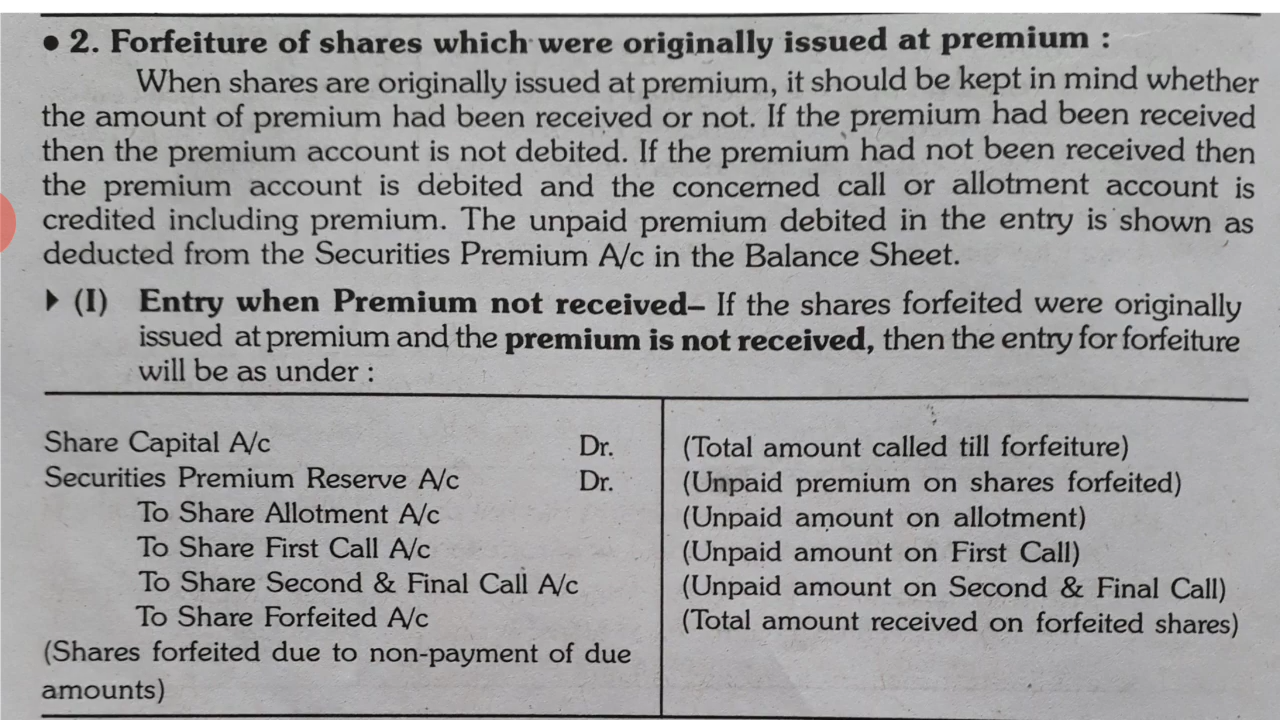 • 2. Forfeiture of shares which were originally issued at premium :
When shares are originally issued at premium, it should be kept in mind whether
the amount of premium had been received or not. If the premium had been received
then the premium account is not debited. If the premium had not been received then
the premium account is debited and the concerned call or allotment account is
credited including premium. The unpaid premium debited in the entry is shown as
deducted from the Securities Premium A/c in the Balance Sheet.
▸ (I) Entry when Premium not received– If the shares forfeited were originally
issued at premium and the premium is not received, then the entry for forfeiture
will be as under :
Share Capital A/c Dr. (Total amount called till forfeiture)
Securities Premium Reserve A/c Dr. (Unpaid premium on shares forfeited)
To Share Allotment A/c (Unpaid amount on allotment)
To Share First Call A/c (Unpaid amount on First Call)
To Share Second & Final Call A/c (Unpaid amount on Second & Final Call)
To Share Forfeited A/c (Total amount received on forfeited shares)
(Shares forfeited due to non-payment of due
amounts)